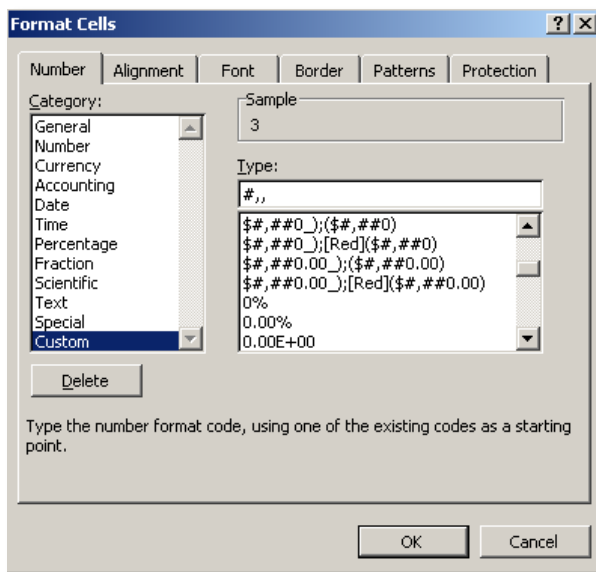 Format Cells
Number Alignment Font Border Patterns Protection
Category:
General
Number
Currency
Accounting
Date
Time
Percentage
Fraction
Scientific
Text
Special
Custom
Sample
3
Type:
#,,
$#,##0_);($#,##0)
$#,##0_);[Red]($#,##0)
$#,##0.00_);($#,##0.00)
$#,##0.00_);[Red]($#,##0.00)
0%
0.00%
0.00E+00
Delete
Type the number format code, using one of the existing codes as a starting
point.
OK Cancel